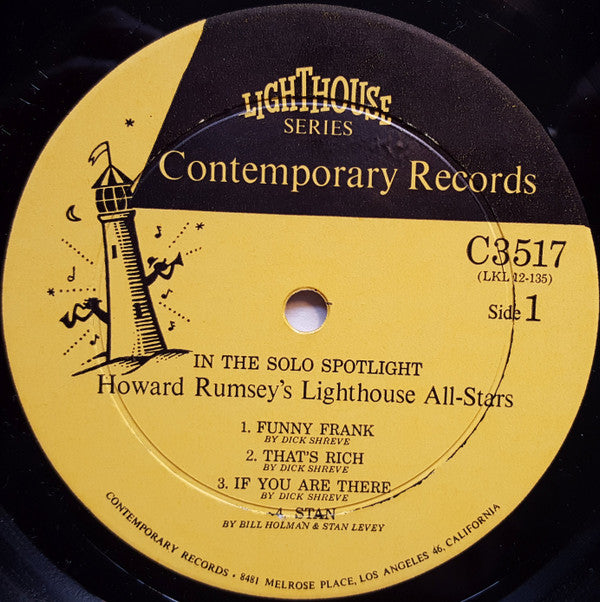 LIGHTHOUSE
SERIES
Contemporary Records
C3517
(LKL 12-135)
Side 1
IN THE SOLO SPOTLIGHT
Howard Rumsey's Lighthouse All-Stars
1. FUNNY FRANK
BY DICK SHREVE
2. THAT'S RICH
BY DICK SHREVE
3. IF YOU ARE THERE
BY DICK SHREVE
4. STAN
BY BILL HOLMAN & STAN LEVEY
CONTEMPORARY RECORDS • 8481 MELROSE PLACE, LOS ANGELES 46, CALIFORNIA